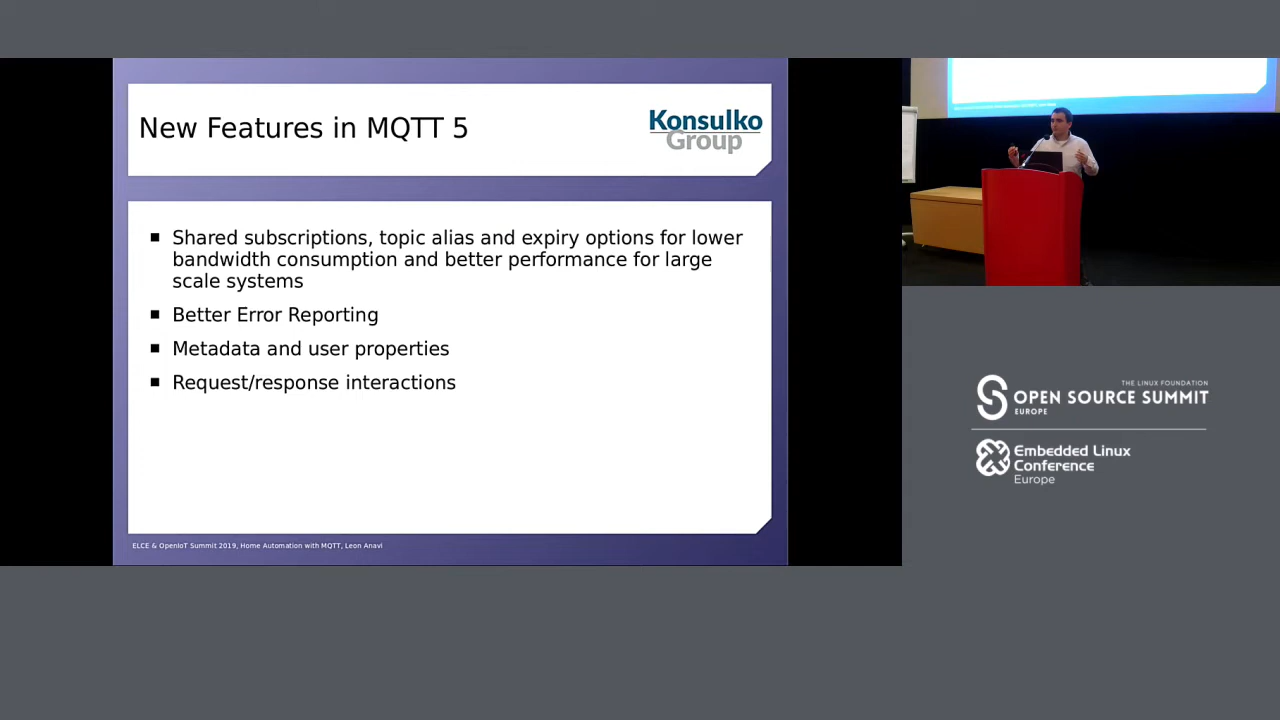 New Features in MQTT 5
Konsulko
Group
Shared subscriptions, topic alias and expiry options for lower
bandwidth consumption and better performance for large
scale systems
Better Error Reporting
Metadata and user properties
Request/response interactions
ELCE & OpenIoT Summit 2019, Home Automation with MQTT, Leon Anavi
THE LINUX FOUNDATION
OPEN SOURCE SUMMIT
EUROPE
Embedded Linux
Conference
Europe